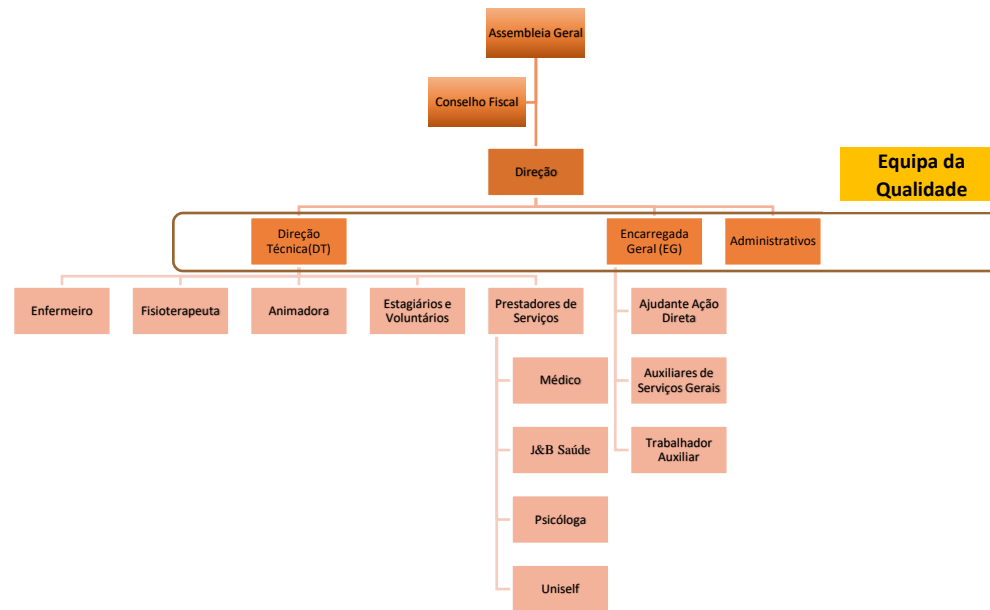 Assembleia Geral
Conselho Fiscal
Direção
Equipa da
Qualidade
Direção
Técnica(DT)
Encarregada
Geral (EG)
Administrativos
Enfermeiro
Fisioterapeuta
Animadora
Estagiários e
Voluntários
Prestadores de
Serviços
Ajudante Ação
Direta
Médico
Auxiliares de
Serviços Gerais
J&B Saúde
Trabalhador
Auxiliar
Psicóloga
Uniself